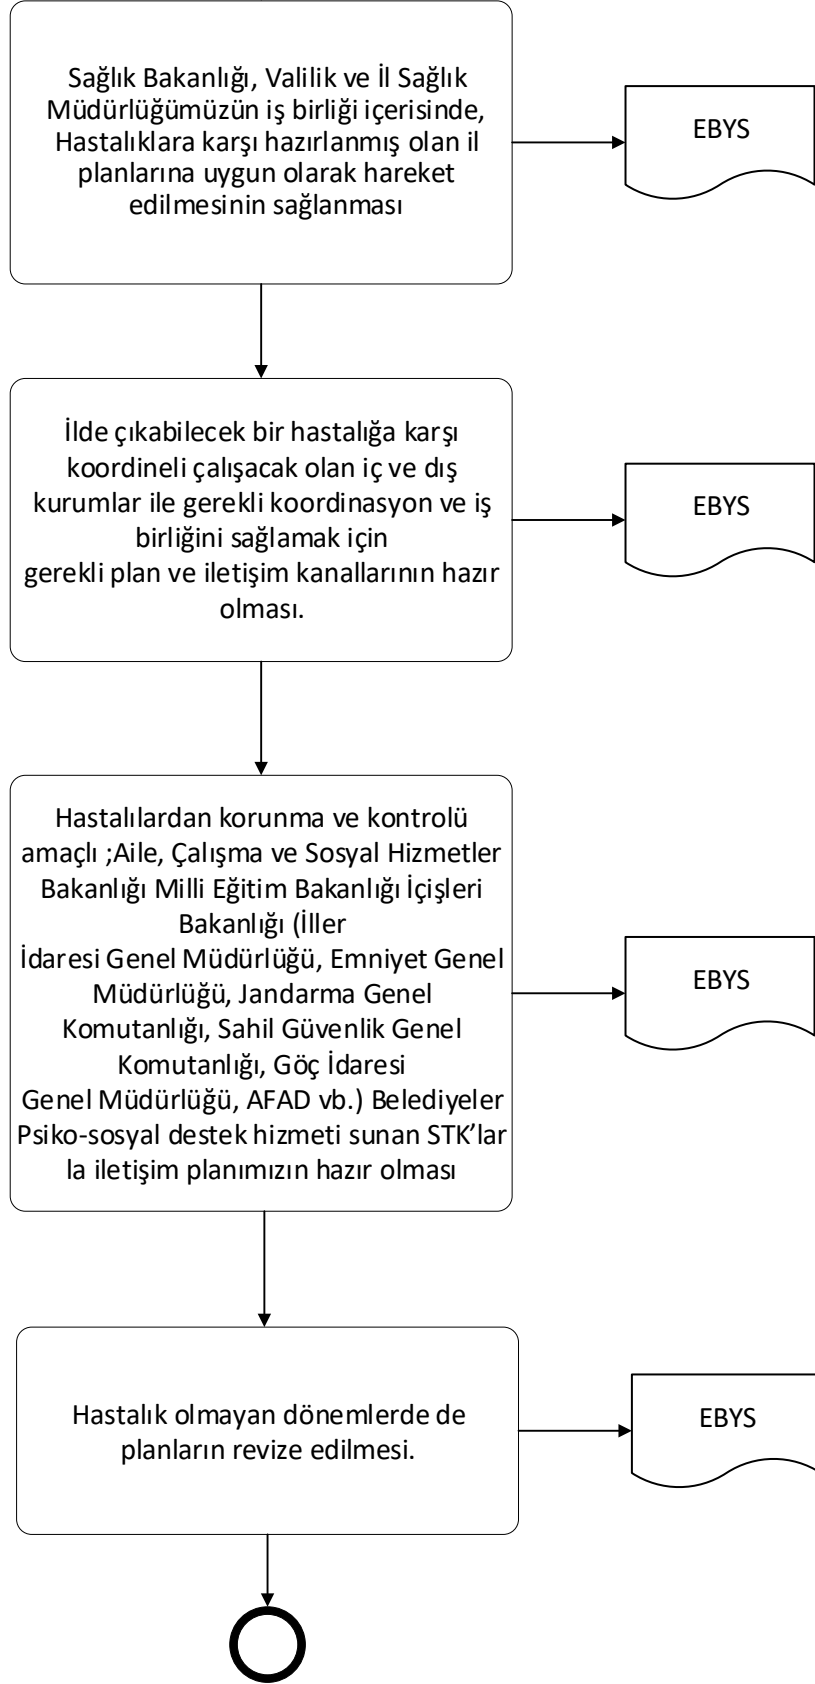 Sağlık Bakanlığı, Valilik ve İl Sağlık
Müdürlüğümüzün iş birliği içerisinde,
Hastalıklara karşı hazırlanmış olan il
planlarına uygun olarak hareket
edilmesinin sağlanması
EBYS
İlde çıkabilecek bir hastalığa karşı
koordineli çalışacak olan iç ve dış
kurumlar ile gerekli koordinasyon ve iş
birliğini sağlamak için
gerekli plan ve iletişim kanallarının hazır
olması.
EBYS
Hastalılardan korunma ve kontrolü
amaçlı ;Aile, Çalışma ve Sosyal Hizmetler
Bakanlığı Milli Eğitim Bakanlığı İçişleri
Bakanlığı (İller
İdaresi Genel Müdürlüğü, Emniyet Genel
Müdürlüğü, Jandarma Genel
Komutanlığı, Sahil Güvenlik Genel
Komutanlığı, Göç İdaresi
Genel Müdürlüğü, AFAD vb.) Belediyeler
Psiko-sosyal destek hizmeti sunan STK’lar
la iletişim planımızın hazır olması
EBYS
Hastalık olmayan dönemlerde de
planların revize edilmesi.
EBYS